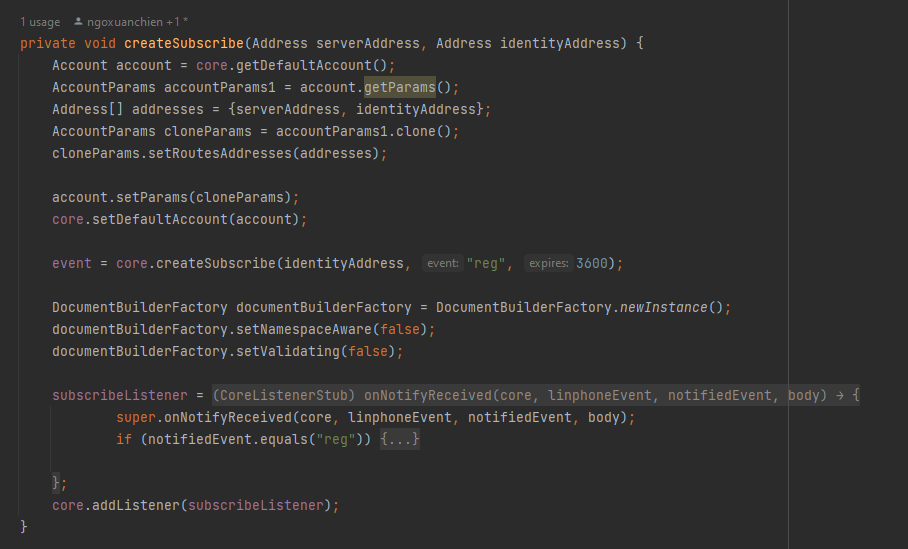 1 usage ngoxuanchien +1 *
private void createSubscribe(Address serverAddress, Address identityAddress) {
    Account account = core.getDefaultAccount();
    AccountParams accountParams1 = account.getParams();
    Address[] addresses = {serverAddress, identityAddress};
    AccountParams cloneParams = accountParams1.clone();
    cloneParams.setRoutesAddresses(addresses);

    account.setParams(cloneParams);
    core.setDefaultAccount(account);

    event = core.createSubscribe(identityAddress, event: "reg", expires: 3600);

    DocumentBuilderFactory documentBuilderFactory = DocumentBuilderFactory.newInstance();
    documentBuilderFactory.setNamespaceAware(false);
    documentBuilderFactory.setValidating(false);

    subscribeListener = (CoreListenerStub) onNotifyReceived(core, linphoneEvent, notifiedEvent, body) → {
            super.onNotifyReceived(core, linphoneEvent, notifiedEvent, body);
            if (notifiedEvent.equals("reg")) {...}

    };
    core.addListener(subscribeListener);
}